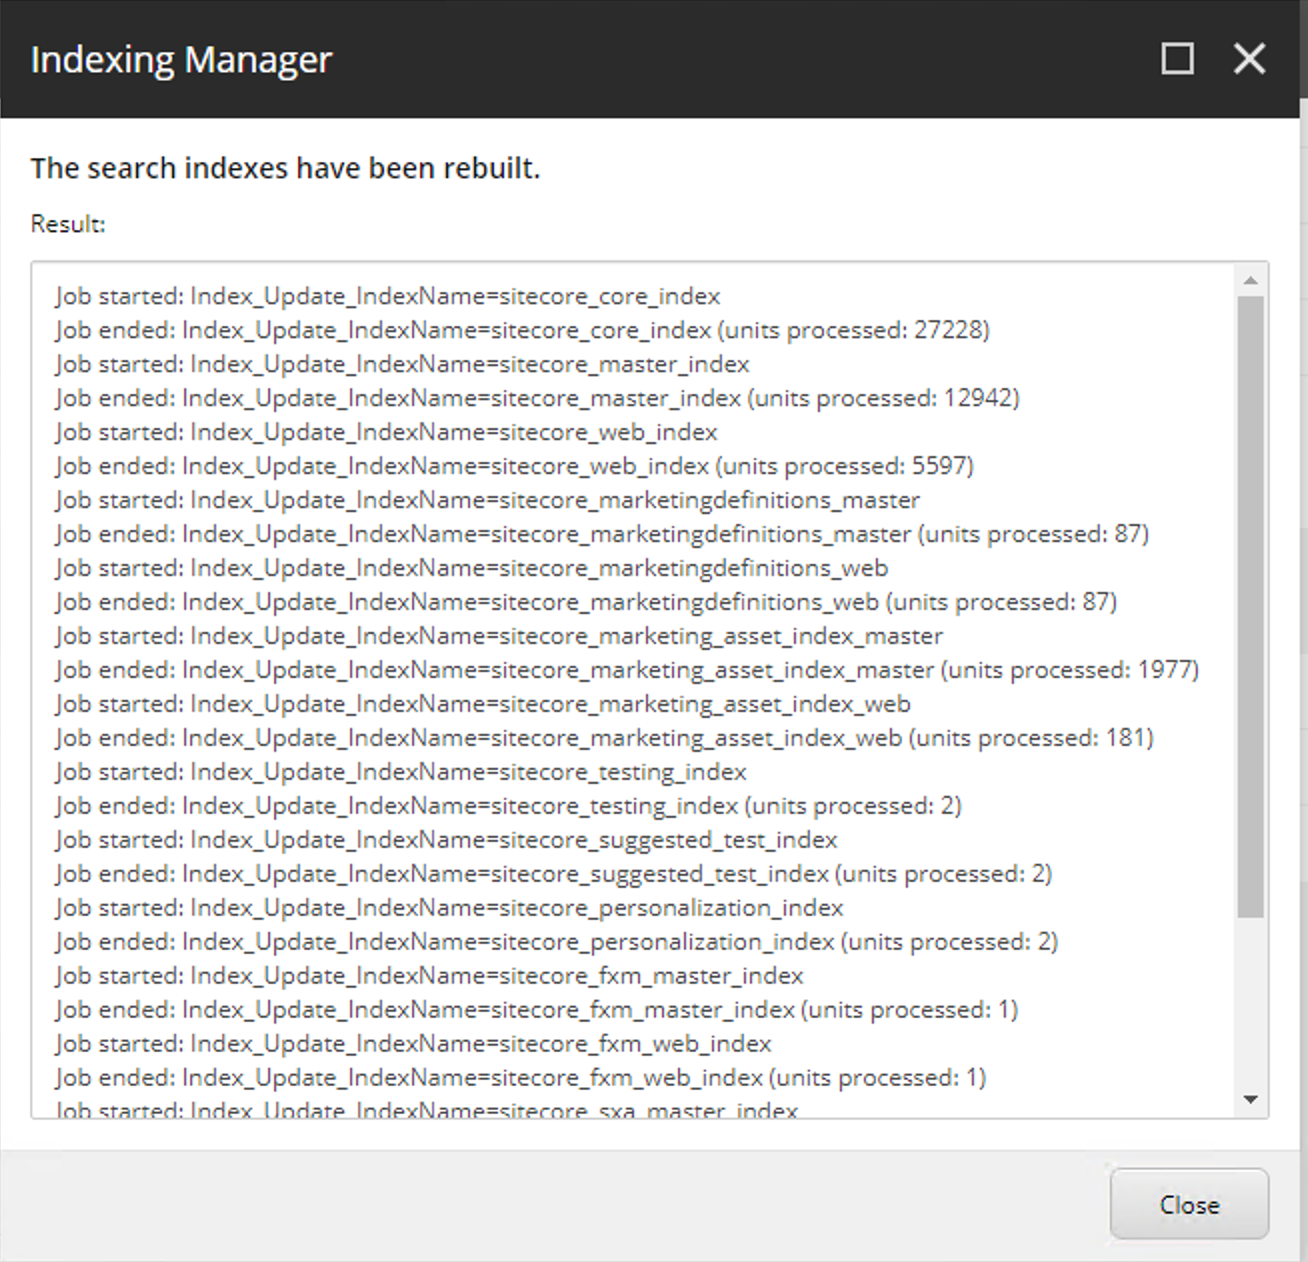 Indexing Manager
The search indexes have been rebuilt.
Result:
Job started: Index_Update_IndexName=sitecore_core_index
Job ended: Index_Update_IndexName=sitecore_core_index (units processed: 27228)
Job started: Index_Update_IndexName=sitecore_master_index
Job ended: Index_Update_IndexName=sitecore_master_index (units processed: 12942)
Job started: Index_Update_IndexName=sitecore_web_index
Job ended: Index_Update_IndexName=sitecore_web_index (units processed: 5597)
Job started: Index_Update_IndexName=sitecore_marketingdefinitions_master
Job ended: Index_Update_IndexName=sitecore_marketingdefinitions_master (units processed: 87)
Job started: Index_Update_IndexName=sitecore_marketingdefinitions_web
Job ended: Index_Update_IndexName=sitecore_marketingdefinitions_web (units processed: 87)
Job started: Index_Update_IndexName=sitecore_marketing_asset_index_master
Job ended: Index_Update_IndexName=sitecore_marketing_asset_index_master (units processed: 1977)
Job started: Index_Update_IndexName=sitecore_marketing_asset_index_web
Job ended: Index_Update_IndexName=sitecore_marketing_asset_index_web (units processed: 181)
Job started: Index_Update_IndexName=sitecore_testing_index
Job ended: Index_Update_IndexName=sitecore_testing_index (units processed: 2)
Job started: Index_Update_IndexName=sitecore_suggested_test_index
Job ended: Index_Update_IndexName=sitecore_suggested_test_index (units processed: 2)
Job started: Index_Update_IndexName=sitecore_personalization_index
Job ended: Index_Update_IndexName=sitecore_personalization_index (units processed: 2)
Job started: Index_Update_IndexName=sitecore_fxm_master_index
Job ended: Index_Update_IndexName=sitecore_fxm_master_index (units processed: 1)
Job started: Index_Update_IndexName=sitecore_fxm_web_index
Job ended: Index_Update_IndexName=sitecore_fxm_web_index (units processed: 1)
Job started: Index_Update_IndexName=sitecore_sxa_master_index
Close